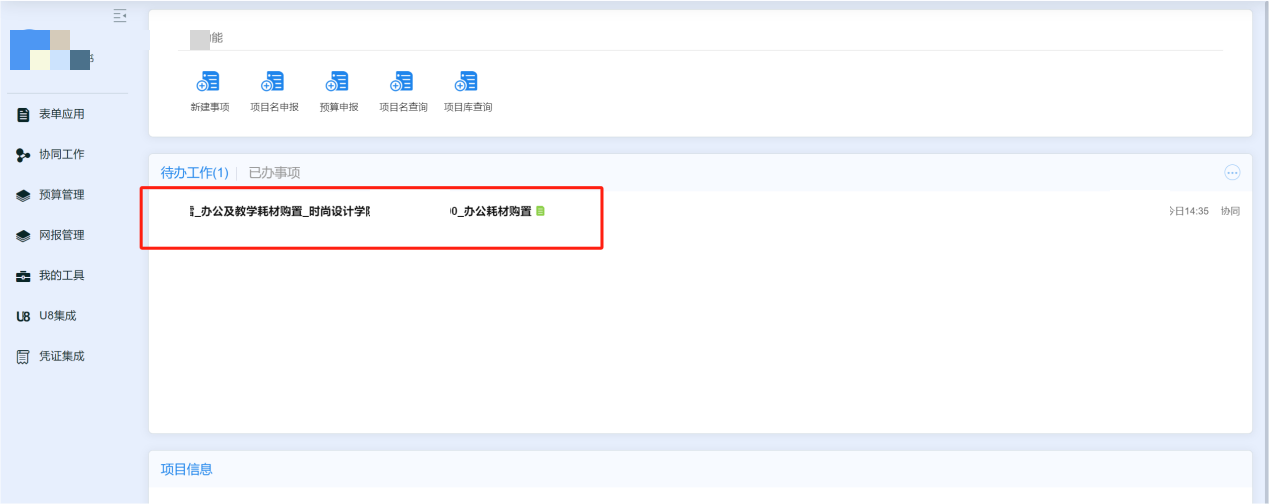 能
新建事项 项目名申报 预算申报 项目名查询 项目库查询
表单应用
协同工作
预算管理
网报管理
我的工具
U8 U8集成
凭证集成
待办工作(1) 已办事项
_办公及教学耗材购置_时尚设计学院 0_办公耗材购置 今日14:35 协同
项目信息